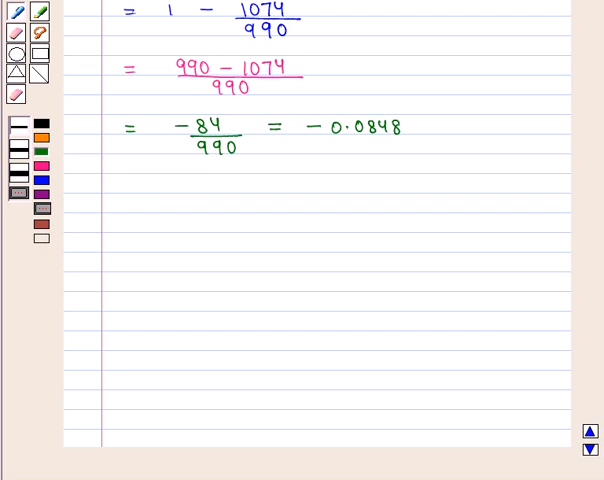 = 1 - 1074/990
= 990 - 1074/990
= -84/990 = -0.0848